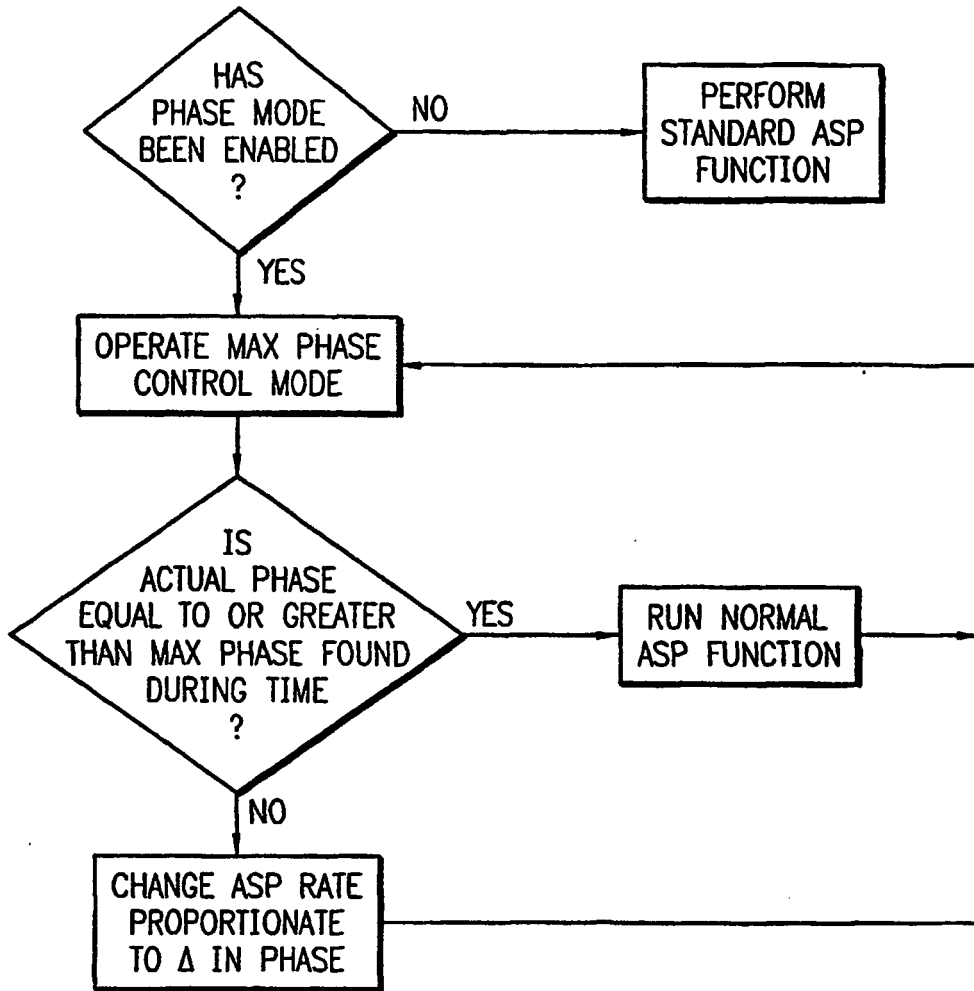 HAS
PHASE MODE
BEEN ENABLED
?
NO
PERFORM
STANDARD ASP
FUNCTION
YES
OPERATE MAX PHASE
CONTROL MODE
IS
ACTUAL PHASE
EQUAL TO OR GREATER
THAN MAX PHASE FOUND
DURING TIME
?
YES
RUN NORMAL
ASP FUNCTION
NO
CHANGE ASP RATE
PROPORTIONATE
TO Δ IN PHASE